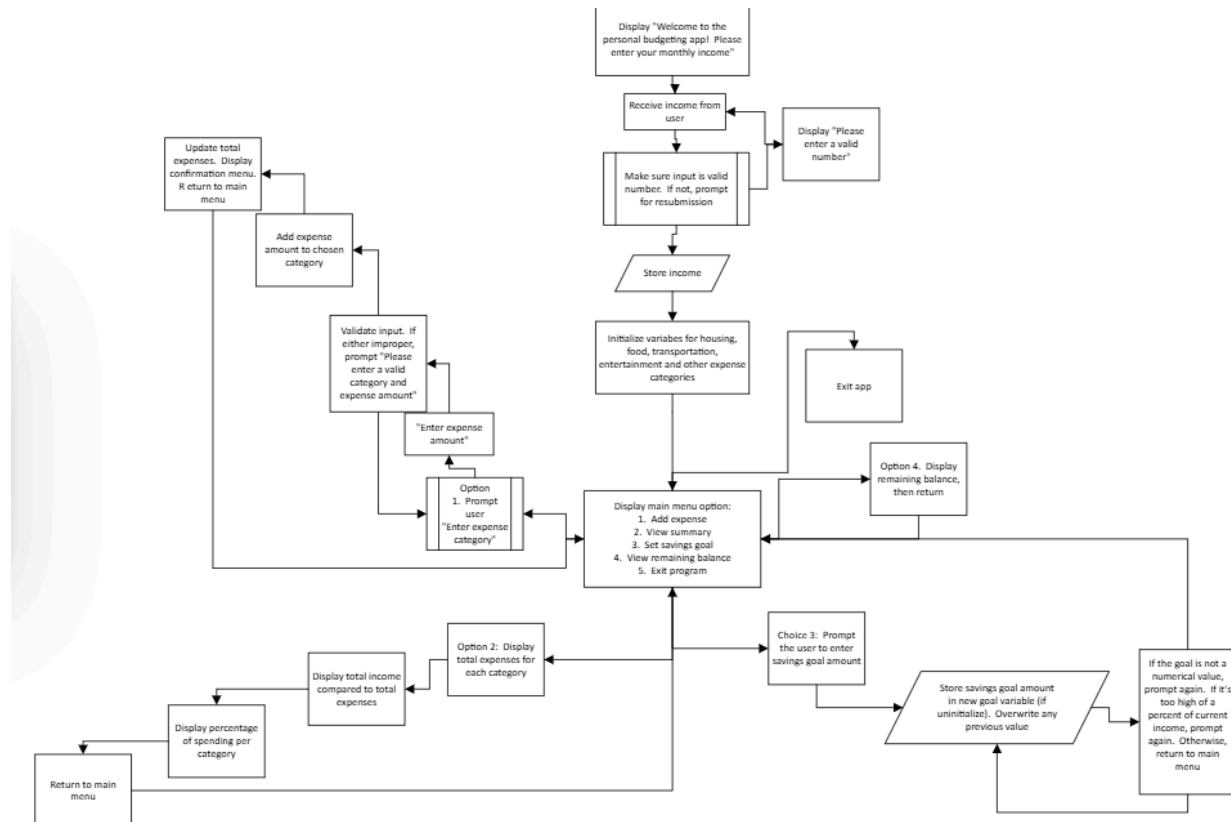 Display "Welcome to the
personal budgeting app! Please
enter your monthly income"
Receive income from
user
Display "Please
enter a valid
number"
Make sure input is valid
number. If not, prompt
for resubmission
Store income
Initialize variabes for housing,
food, transportation,
entertainment and other expense
categories
Update total
expenses. Display
confirmation menu.
R eturn to main
menu
Add expense
amount to chosen
category
Validate input. If
either improper,
prompt "Please
enter a valid
category and
expense amount"
"Enter expense
amount"
Option
1. Prompt
user
"Enter expense
category"
Exit app
Option 4. Display
remaining balance,
then return
Display main menu option:
1. Add expense
2. View summary
3. Set savings goal
4. View remaining balance
5. Exit program
Option 2: Display
total expenses for
each category
Display total income
compared to total
expenses
Display percentage
of spending per
category
Return to main
menu
Choice 3: Prompt
the user to enter
savings goal amount
Store savings goal amount
in new goal variable (if
uninitialize). Overwrite any
previous value
If the goal is not a
numerical value,
prompt again. If it's
too high of a
percent of current
income, prompt
again. Otherwise,
return to main
menu